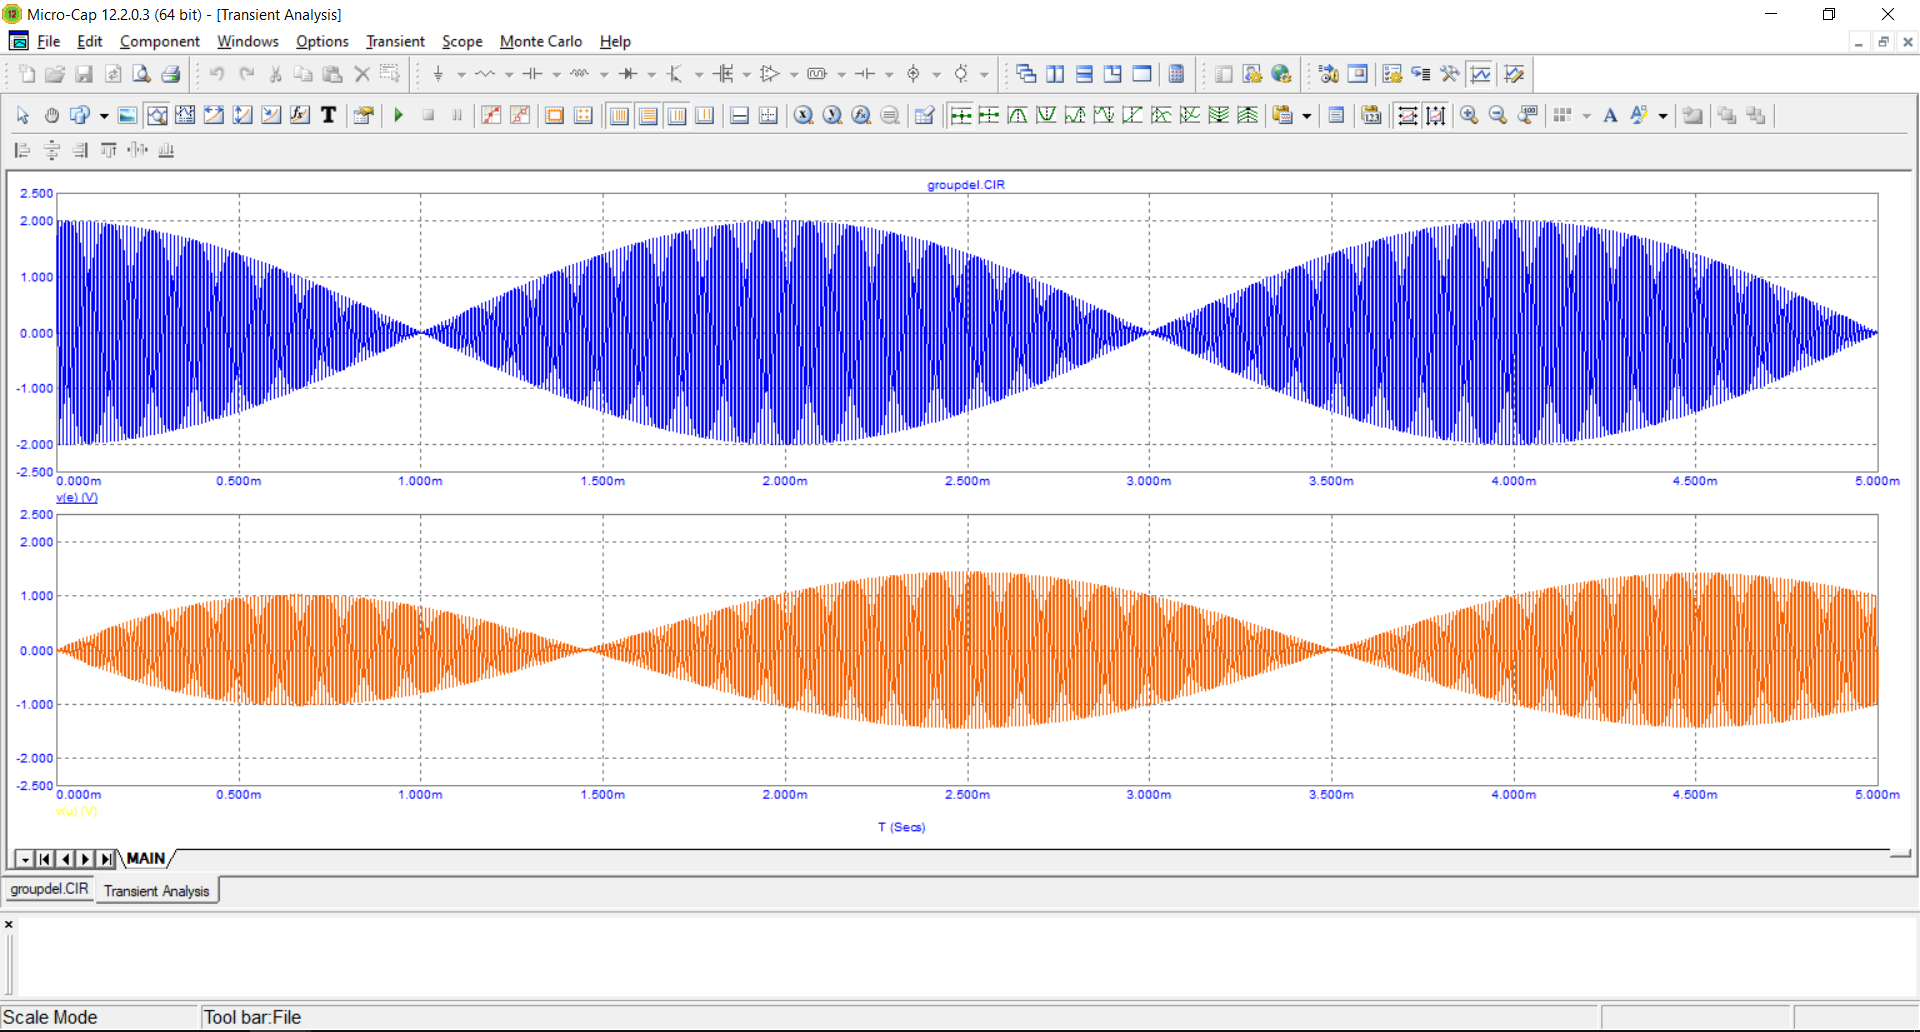 Micro-Cap 12.2.0.3 (64 bit) - [Transient Analysis]
File Edit Component Windows Options Transient Scope Monte Carlo Help
groupdel.CIR
2.500
2.000
1.000
0.000
-1.000
-2.000
-2.500
0.000m 0.500m 1.000m 1.500m 2.000m 2.500m 3.000m 3.500m 4.000m 4.500m 5.000m
v(e) (V)
2.500
2.000
1.000
0.000
-1.000
-2.000
-2.500
0.000m 0.500m 1.000m 1.500m 2.000m 2.500m 3.000m 3.500m 4.000m 4.500m 5.000m
v(u) (V)
T (Secs)
MAIN
groupdel.CIR Transient Analysis
Scale Mode Tool bar:File